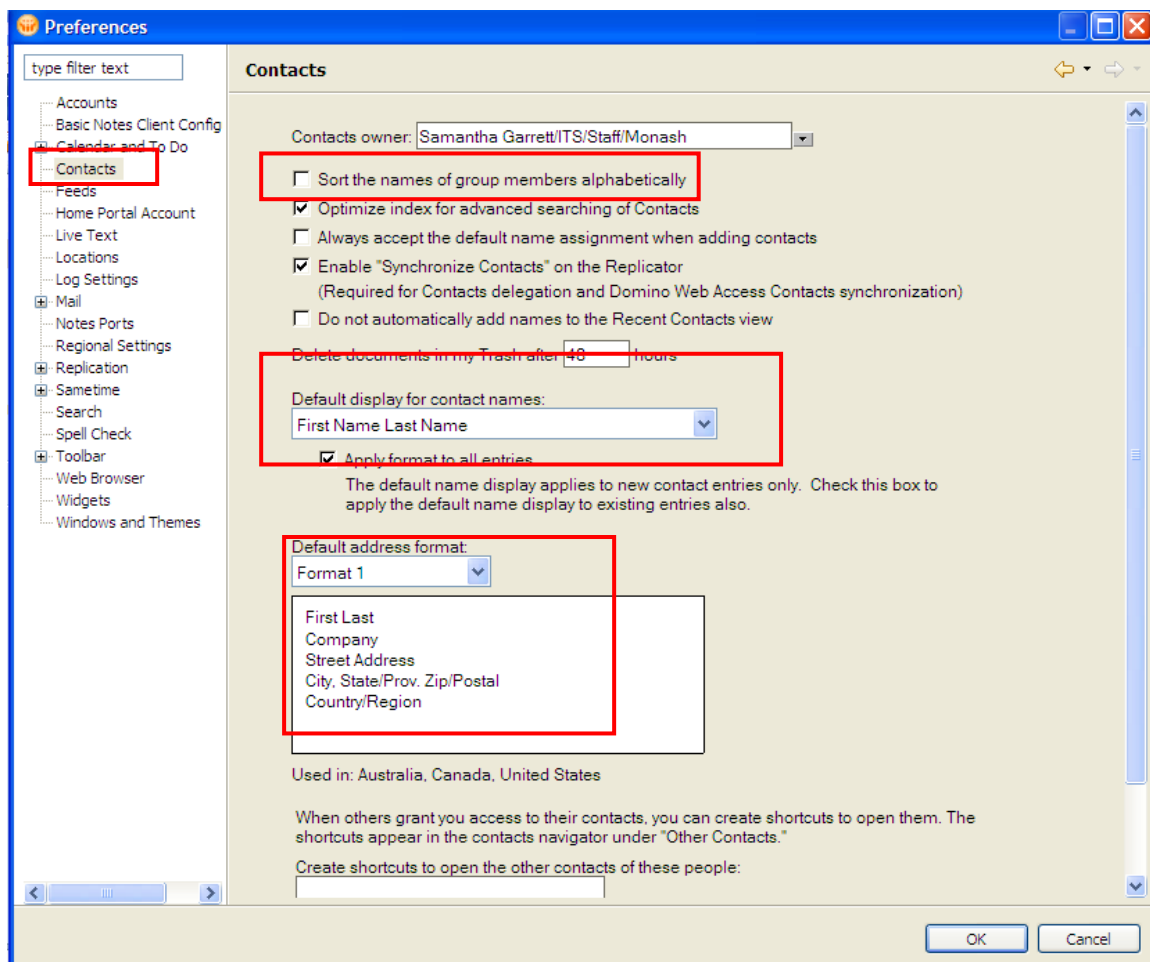 Preferences
type filter text
Accounts
Basic Notes Client Config
Calendar and To Do
Contacts
Feeds
Home Portal Account
Live Text
Locations
Log Settings
Mail
Notes Ports
Regional Settings
Replication
Sametime
Search
Spell Check
Toolbar
Web Browser
Widgets
Windows and Themes
Contacts
Contacts owner: Samantha Garrett/ITS/Staff/Monash
Sort the names of group members alphabetically
Optimize index for advanced searching of Contacts
Always accept the default name assignment when adding contacts
Enable "Synchronize Contacts" on the Replicator
(Required for Contacts delegation and Domino Web Access Contacts synchronization)
Do not automatically add names to the Recent Contacts view
Delete documents in my Trash after 48 hours
Default display for contact names:
First Name Last Name
Apply format to all entries
The default name display applies to new contact entries only. Check this box to
apply the default name display to existing entries also.
Default address format:
Format 1
First Last
Company
Street Address
City, State/Prov. Zip/Postal
Country/Region
Used in: Australia, Canada, United States
When others grant you access to their contacts, you can create shortcuts to open them. The
shortcuts appear in the contacts navigator under "Other Contacts."
Create shortcuts to open the other contacts of these people:
OK
Cancel